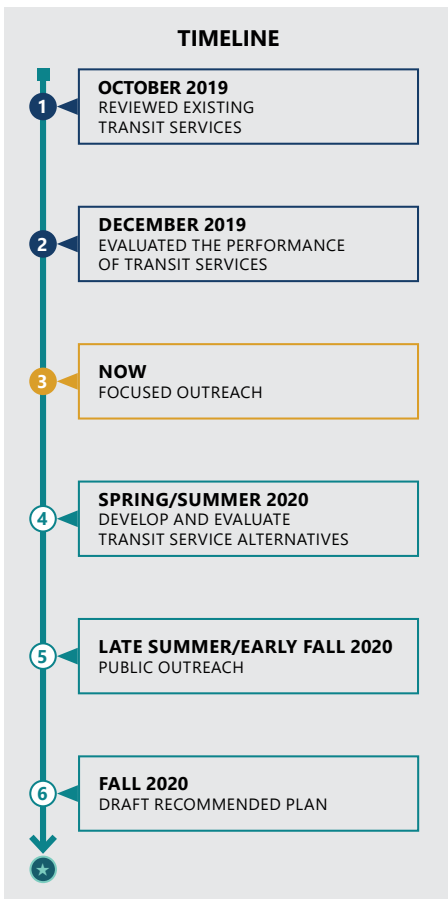 TIMELINE
1
OCTOBER 2019
REVIEWED EXISTING
TRANSIT SERVICES
2
DECEMBER 2019
EVALUATED THE PERFORMANCE
OF TRANSIT SERVICES
3
NOW
FOCUSED OUTREACH
4
SPRING/SUMMER 2020
DEVELOP AND EVALUATE
TRANSIT SERVICE ALTERNATIVES
5
LATE SUMMER/EARLY FALL 2020
PUBLIC OUTREACH
6
FALL 2020
DRAFT RECOMMENDED PLAN